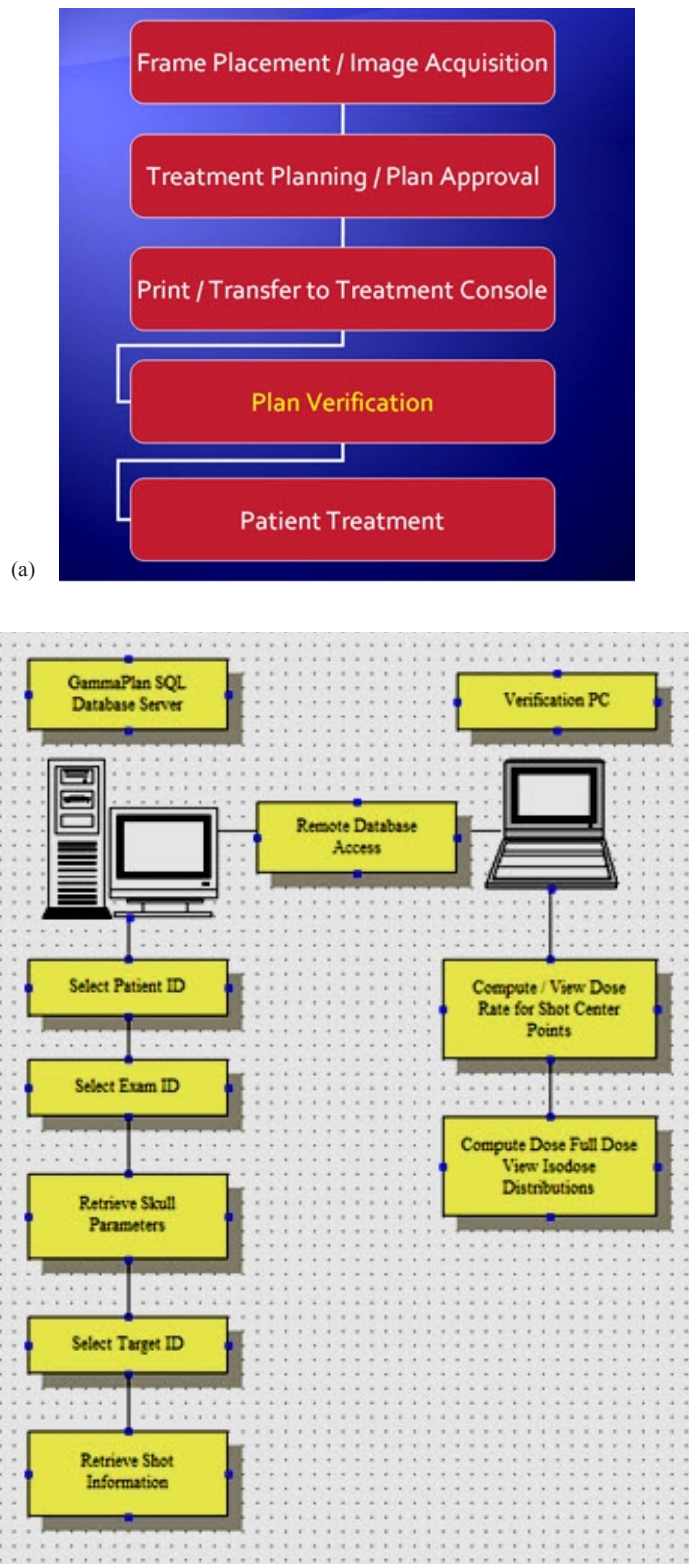 Frame Placement / Image Acquisition
Treatment Planning / Plan Approval
Print / Transfer to Treatment Console
Plan Verification
Patient Treatment
(a)
GammaPlan SQL
Database Server
Verification PC
Remote Database
Access
Select Patient ID
Select Exam ID
Retrieve Skull
Parameters
Select Target ID
Retrieve Shot
Information
Compute / View Dose
Rate for Shot Center
Points
Compute Dose Full Dose
View Isodose
Distributions